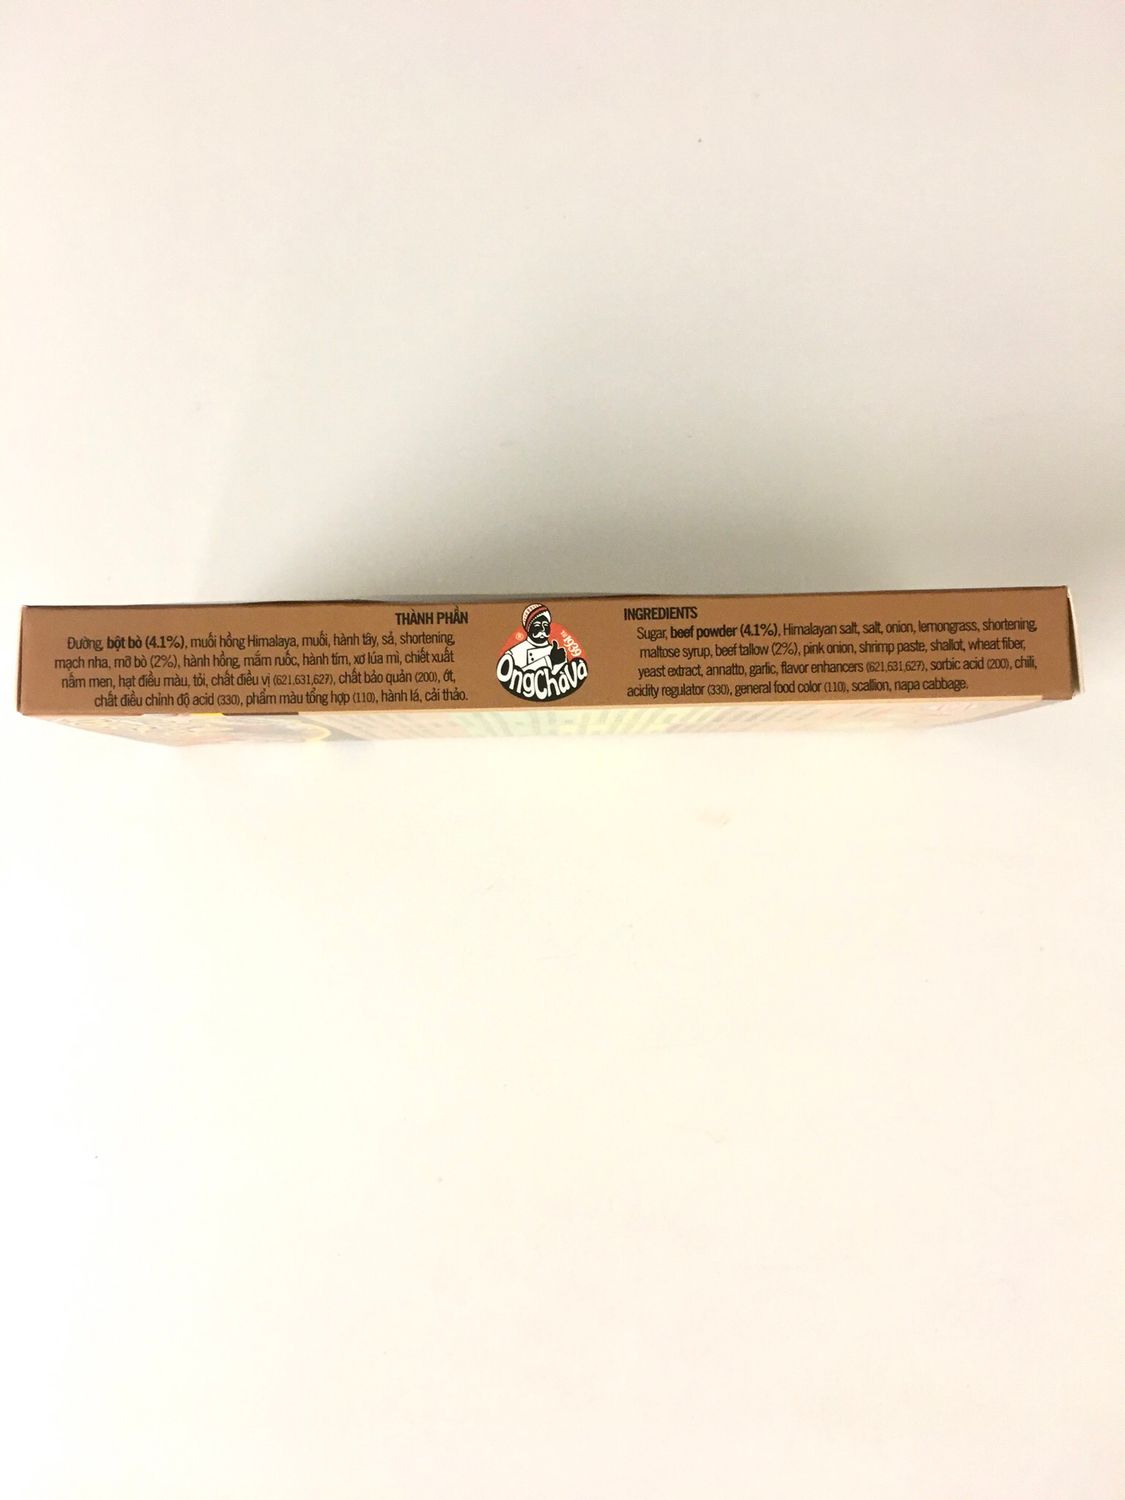 THÀNH PHẦN
Đường, bột bò (4.1%), muối hồng Himalaya, muối, hành tây, sả, shortening,
mạch nha, mỡ bò (2%), hành hồng, mắm ruốc, hành tím, xơ lúa mì, chiết xuất
nấm men, hạt điều màu, tỏi, chất điều vị (621,631,627), chất bảo quản (200), ớt,
chất điều chỉnh độ acid (330), phẩm màu tổng hợp (110), hành lá, cải thảo.
1939
ÔngChàVà
INGREDIENTS
Sugar, beef powder (4.1%), Himalayan salt, salt, onion, lemongrass, shortening,
maltose syrup, beef tallow (2%), pink onion, shrimp paste, shallot, wheat fiber,
yeast extract, annatto, garlic, flavor enhancers (621,631,627), sorbic acid (200), chili,
acidity regulator (330), general food color (110), scallion, napa cabbage.